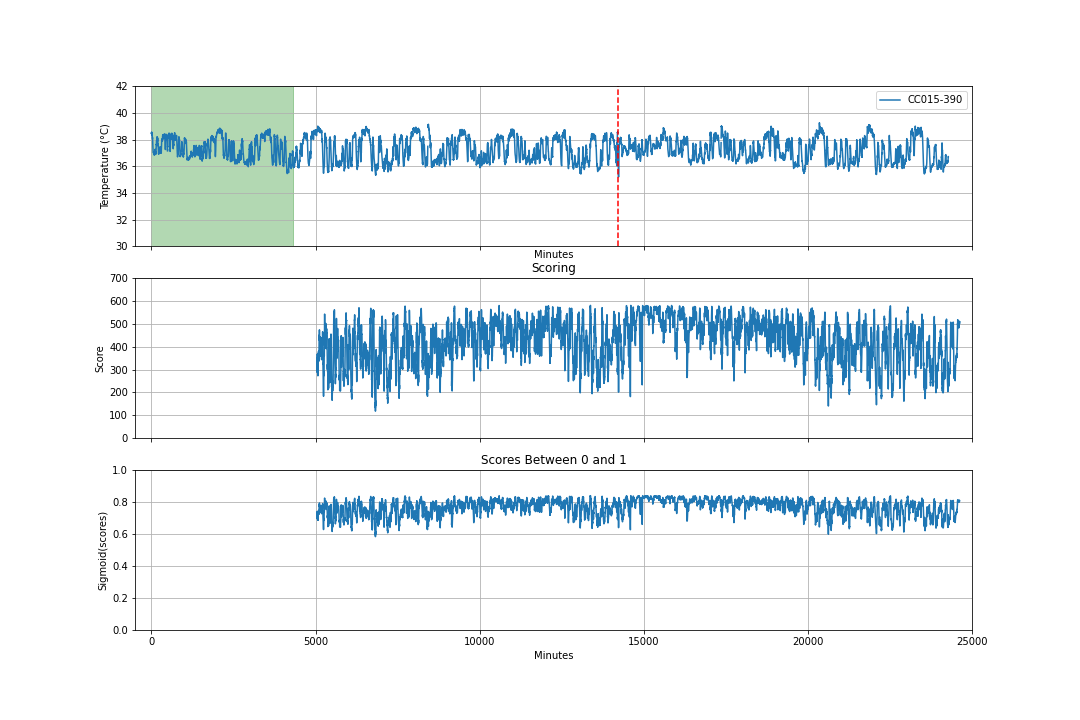 42
40
38
36
34
32
30
Temperature (°C)
CC015-390
Minutes
Scoring
700
600
500
400
300
200
100
0
Score
Scores Between 0 and 1
1.0
0.8
0.6
0.4
0.2
0.0
Sigmoid(scores)
0 5000 10000 15000 20000 25000
Minutes